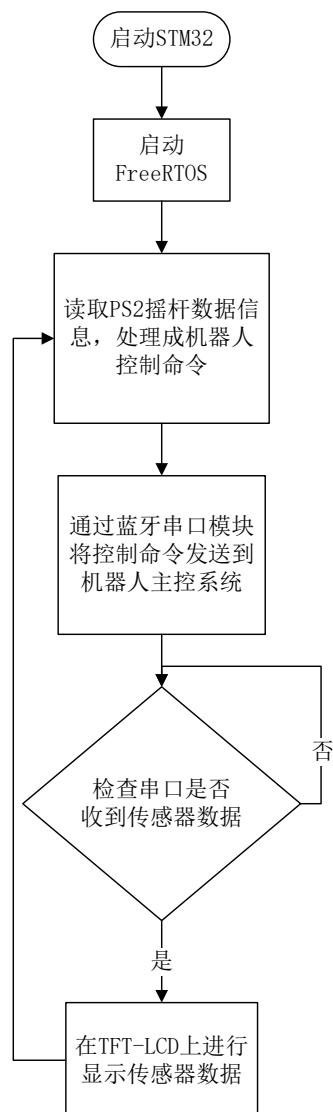 启动STM32
启动
FreeRTOS
读取PS2摇杆数据信
息，处理成机器人
控制命令
通过蓝牙串口模块
将控制命令发送到
机器人主控系统
否
检查串口是否
收到传感器数据
是
在TFT-LCD上进行
显示传感器数据